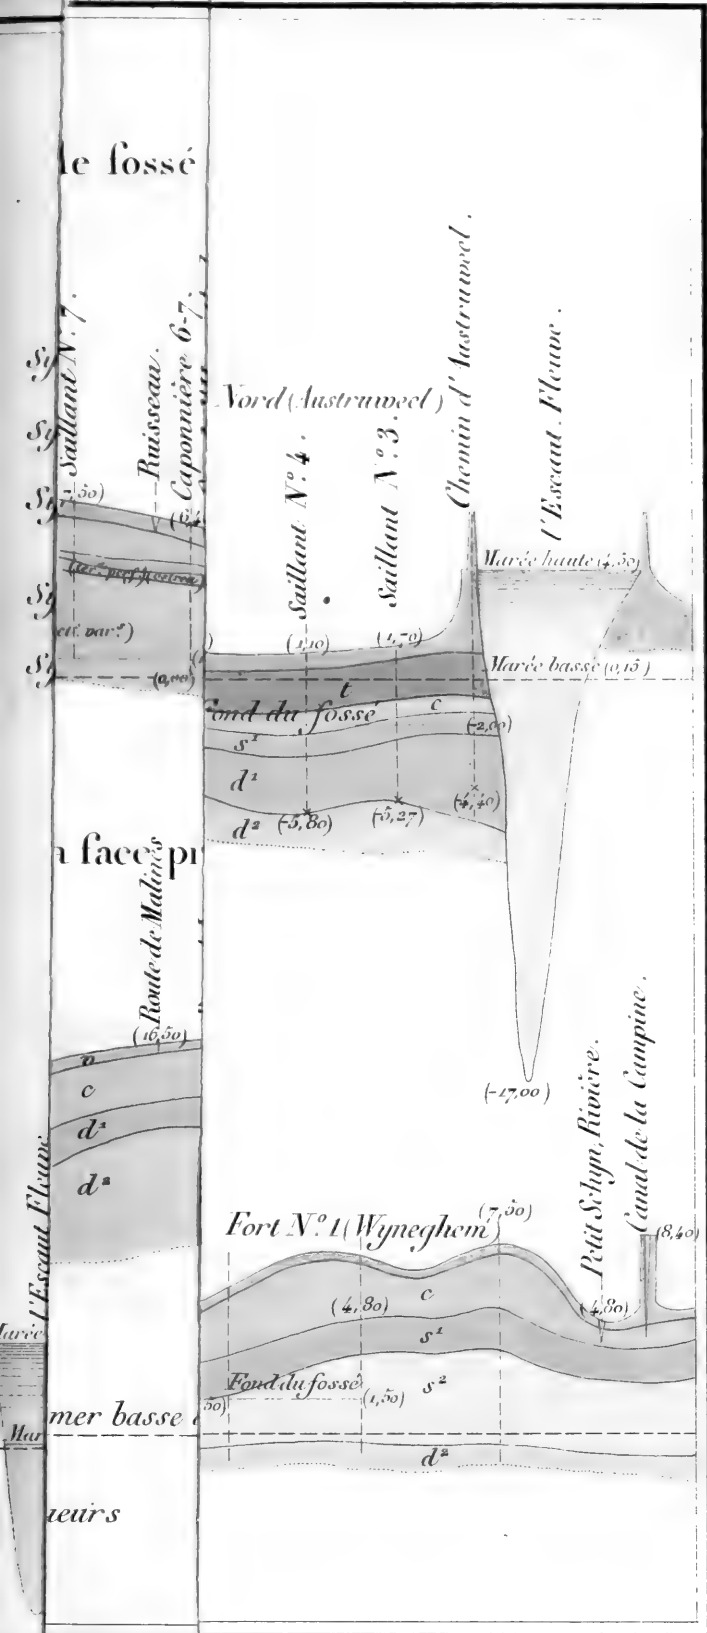 le fossé
Saillant N.º 7.
Ruisseau.
Caponnière 6-7.
Chemin d'Austruweel.
l'Escaut. Fleuve.
Nord (Austruweel)
Saillant N.º 4.
Saillant N.º 3.
Marée haute (4,50)
(1,10)
(1,70)
Marée basse (0,15)
(0,00)
t
c
fond du fossé
(-2,00)
s¹
d¹
(-4,40)
d²
(-5,80)
(-5,27)
a face pr
Route de Malines
(16,50)
n
c
d¹
d²
(-17,00)
Petit Schyn, Rivière.
Canal de la Campine.
l'Escaut Fleuve
Fort N.º 1 (Wyneghem)
(7,50)
(8,40)
(4,80)
(4,80)
c
s¹
Marée
Fond du fossé
s²
50)
(1,50)
mer basse
Mar
d²
ueurs